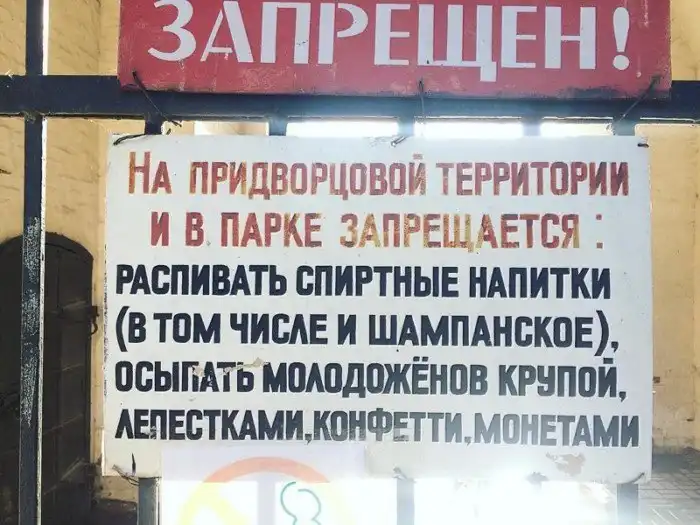 ЗАПРЕЩЕН!
НА ПРИДВОРЦОВОЙ ТЕРРИТОРИИ
И В ПАРКЕ ЗАПРЕЩАЕТСЯ:
РАСПИВАТЬ СПИРТНЫЕ НАПИТКИ
(В ТОМ ЧИСЛЕ И ШАМПАНСКОЕ),
ОСЫПАТЬ МОЛОДОЖЁНОВ КРУПОЙ,
ЛЕПЕСТКАМИ, КОНФЕТТИ, МОНЕТАМИ